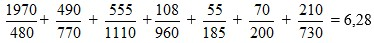 1970/480 + 490/770 + 555/1110 + 108/960 + 55/185 + 70/200 + 210/730 = 6,28